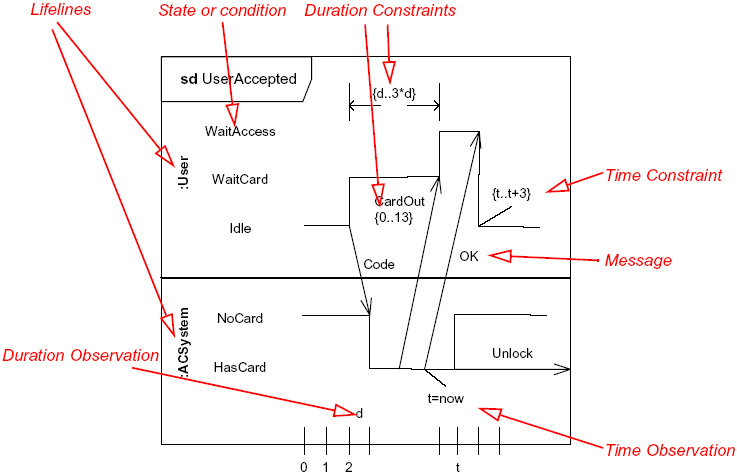 Lifelines
State or condition
Duration Constraints
sd UserAccepted
{d..3*d}
WaitAccess
:User
WaitCard
CardOut
{0..13}
{t..t+3}
Time Constraint
Idle
Code
OK
Message
NoCard
:ACSystem
Duration Observation
HasCard
Unlock
t=now
d
Time Observation
0 1 2 t